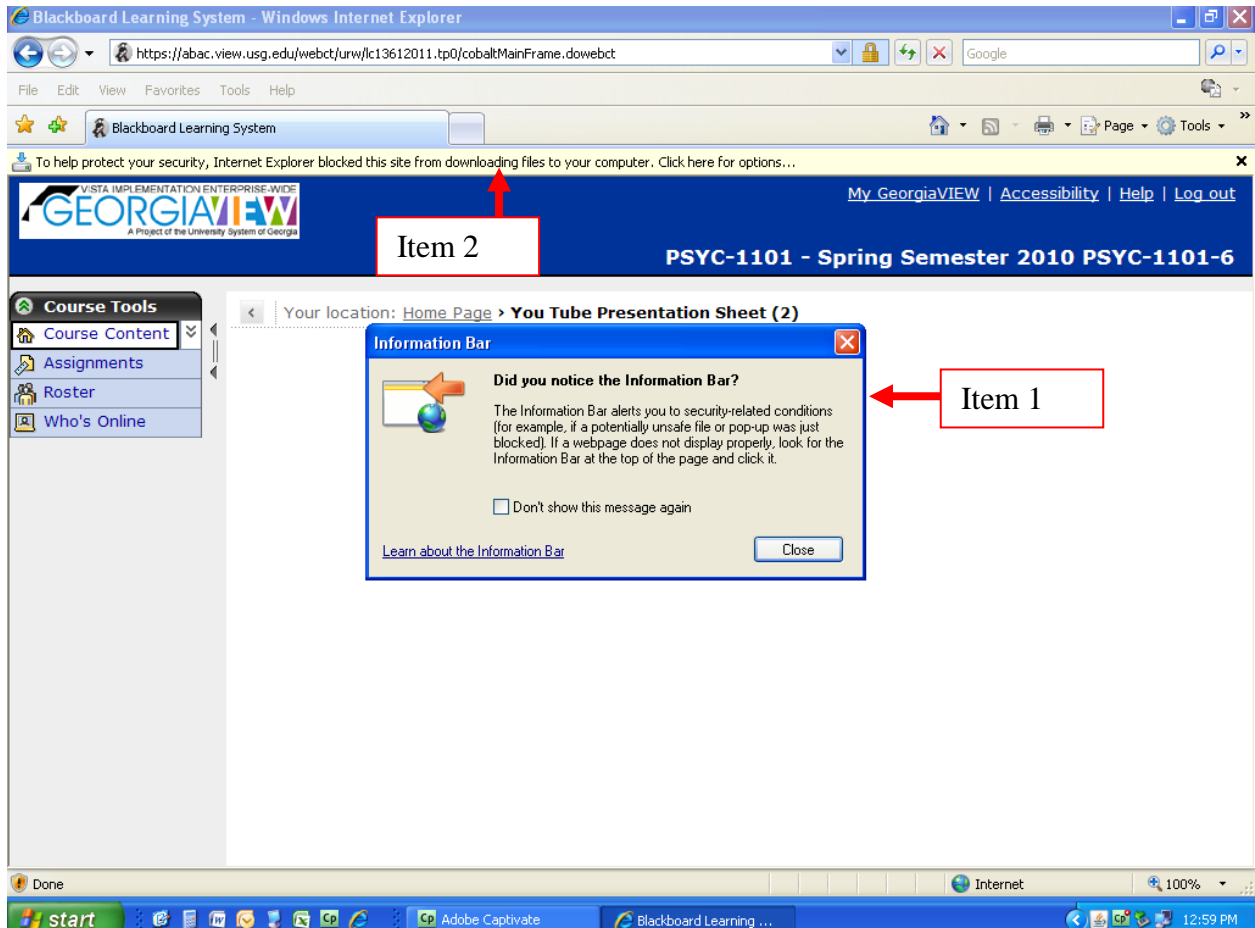 Blackboard Learning System - Windows Internet Explorer
https://abac.view.usg.edu/webct/urw/lc13612011.tp0/cobaltMainFrame.dowebct
Google
File Edit View Favorites Tools Help
Blackboard Learning System
Page Tools »
To help protect your security, Internet Explorer blocked this site from downloading files to your computer. Click here for options...
VISTA IMPLEMENTATION ENTERPRISE-WIDE
GEORGIAVIEW
A Project of the University System of Georgia
My GeorgiaVIEW | Accessibility | Help | Log out
Item 2
PSYC-1101 - Spring Semester 2010 PSYC-1101-6
Course Tools
Course Content
Assignments
Roster
Who's Online
Your location: Home Page › You Tube Presentation Sheet (2)
Information Bar
Did you notice the Information Bar?
The Information Bar alerts you to security-related conditions
(for example, if a potentially unsafe file or pop-up was just
blocked). If a webpage does not display properly, look for the
Information Bar at the top of the page and click it.
Don't show this message again
Learn about the Information Bar
Close
Item 1
Done
Internet
100%
start
Cp Adobe Captivate
Blackboard Learning ...
12:59 PM